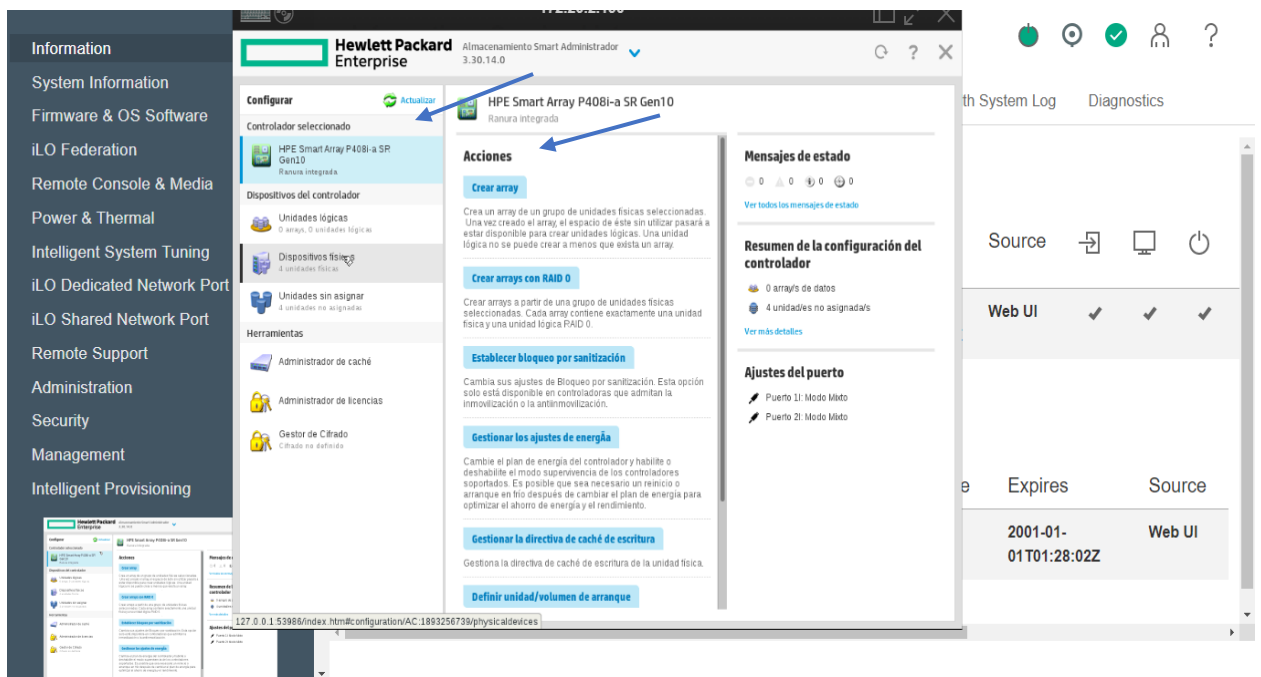 172.20.2.100
Information
System Information
Firmware & OS Software
iLO Federation
Remote Console & Media
Power & Thermal
Intelligent System Tuning
iLO Dedicated Network Port
iLO Shared Network Port
Remote Support
Administration
Security
Management
Intelligent Provisioning
Hewlett Packard
Enterprise
Almacenamiento Smart Administrador
3.30.14.0
?
Configurar
Actualizar
Controlador seleccionado
HPE Smart Array P408i-a SR
Gen10
Ranura integrada
Dispositivos del controlador
Unidades lógicas
0 arrays, 0 unidades lógicas
Dispositivos físicos
4 unidades físicas
Unidades sin asignar
4 unidades no asignadas
Herramientas
Administrador de caché
Administrador de licencias
Gestor de Cifrado
Cifrado no definido
HPE Smart Array P408i-a SR Gen10
Ranura integrada
Acciones
Crear array
Crea un array de un grupo de unidades físicas seleccionadas.
Una vez creado el array, el espacio de éste sin utilizar pasará a
estar disponible para crear unidades lógicas. Una unidad
lógica no se puede crear a menos que exista un array.
Crear arrays con RAID 0
Crear arrays a partir de una grupo de unidades físicas
seleccionadas. Cada array contiene exactamente una unidad
física y una unidad lógica RAID 0.
Establecer bloqueo por sanitización
Cambia sus ajustes de Bloqueo por sanitización. Esta opción
solo está disponible en controladoras que admitan la
inmovilización o la antiinmovilización.
Gestionar los ajustes de energÃa
Cambie el plan de energía del controlador y habilite o
deshabilite el modo supervivencia de los controladores
soportados. Es posible que sea necesario un reinicio o
arranque en frío después de cambiar el plan de energía para
optimizar el ahorro de energía y el rendimiento.
Gestionar la directiva de caché de escritura
Gestiona la directiva de caché de escritura la unidad física.
Definir unidad/volumen de arranque
Mensajes de estado
0 0 0 0
Ver todos los mensajes de estado
Resumen de la configuración del
controlador
0 array/s de datos
4 unidad/es no asignada/s
Ver más detalles
Ajustes del puerto
Puerto 1I: Modo Mixto
Puerto 2I: Modo Mixto
127.0.0.1:53986/index.htm#configuration/AC:1893256739/physicaldevices
?
th System Log
Diagnostics
Source
Web UI
e
Expires
Source
2001-01-
01T01:28:02Z
Web UI